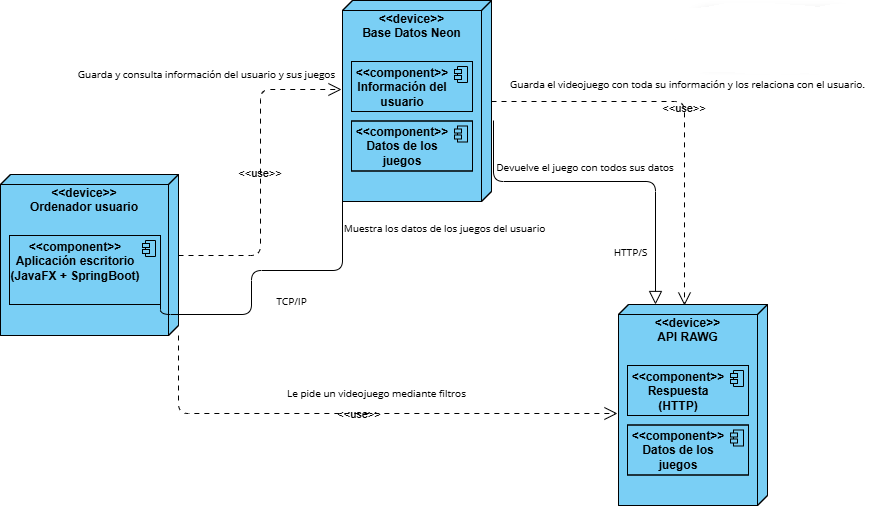 <<device>>
Base Datos Neon
<<component>>
Información del
usuario
<<component>>
Datos de los
juegos
Guarda y consulta información del usuario y sus juegos
<<use>>
Guarda el videojuego con toda su información y los relaciona con el usuario.
<<use>>
Devuelve el juego con todos sus datos
HTTP/S
<<device>>
Ordenador usuario
<<component>>
Aplicación escritorio
(JavaFX + SpringBoot)
Muestra los datos de los juegos del usuario
TCP/IP
Le pide un videojuego mediante filtros
<<use>>
<<device>>
API RAWG
<<component>>
Respuesta
(HTTP)
<<component>>
Datos de los
juegos